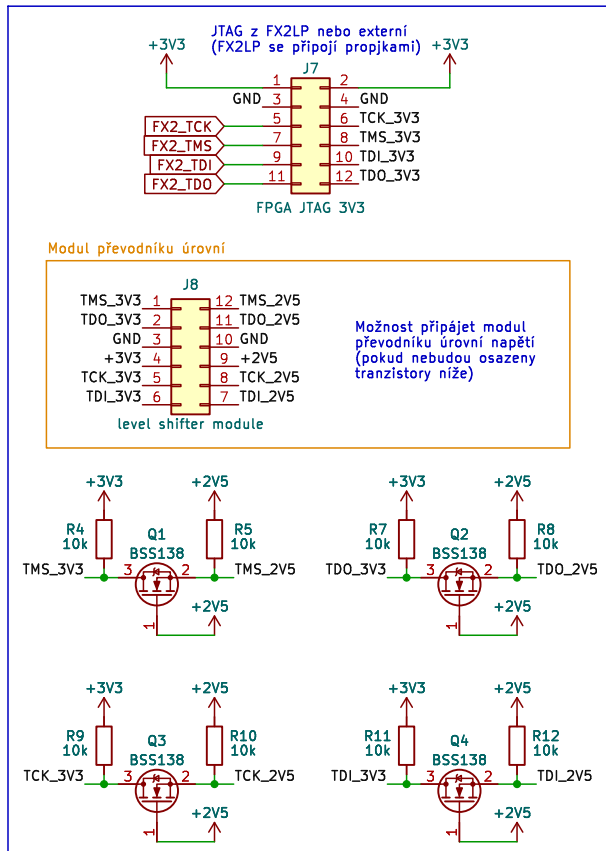 JTAG z FX2LP nebo externí
(FX2LP se připojí propjkami)
+3V3
+3V3
J7
1
2
GND
3
4
GND
FX2_TCK
5
6
TCK_3V3
FX2_TMS
7
8
TMS_3V3
FX2_TDI
9
10
TDI_3V3
FX2_TDO
11
12
TDO_3V3
FPGA JTAG 3V3
Modul převodníku úrovní
J8
TMS_3V3
1
12
TMS_2V5
TDO_3V3
2
11
TDO_2V5
GND
3
10
GND
+3V3
4
9
+2V5
TCK_3V3
5
8
TCK_2V5
TDI_3V3
6
7
TDI_2V5
level shifter module
Možnost připájet modul
převodníku úrovní napětí
(pokud nebudou osazeny
tranzistory níže)
+3V3
+2V5
R4
10k
Q1
BSS138
R5
10k
TMS_3V3
3
2
TMS_2V5
+2V5
1
+3V3
+2V5
R7
10k
Q2
BSS138
R8
10k
TDO_3V3
3
2
TDO_2V5
+2V5
1
+3V3
+2V5
R9
10k
Q3
BSS138
R10
10k
TCK_3V3
3
2
TCK_2V5
+2V5
1
+3V3
+2V5
R11
10k
Q4
BSS138
R12
10k
TDI_3V3
3
2
TDI_2V5
+2V5
1